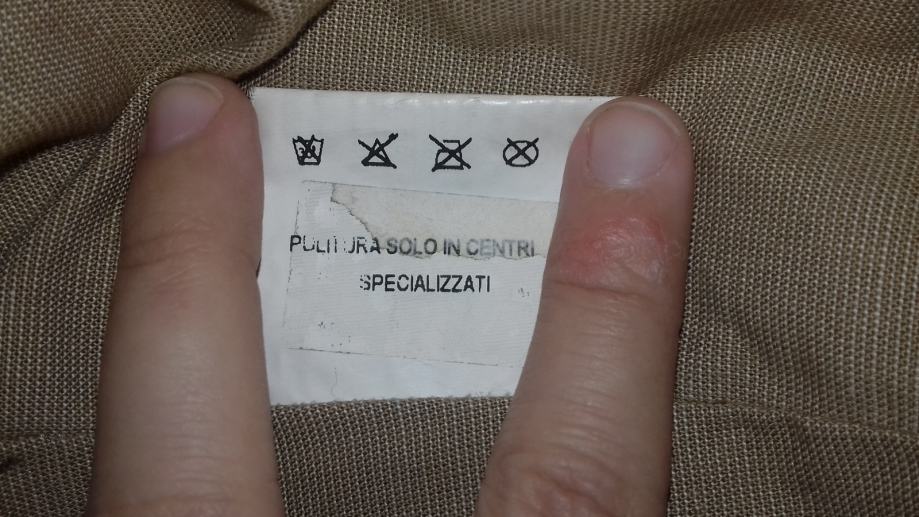 PULITURA SOLO IN CENTRI
SPECIALIZZATI